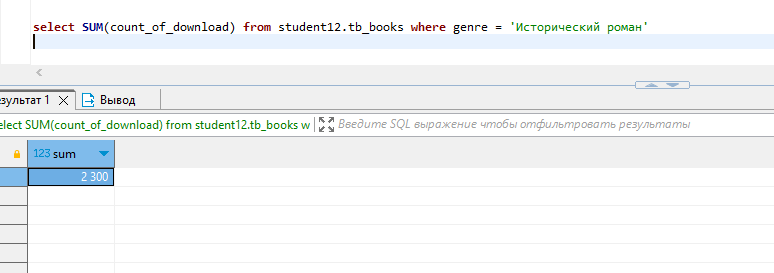 select SUM(count_of_download) from student12.tb_books where genre = 'Исторический роман'
езультат 1 Вывод
elect SUM(count_of_download) from student12.tb_books w Введите SQL выражение чтобы отфильтровать результаты
123 sum
2 300